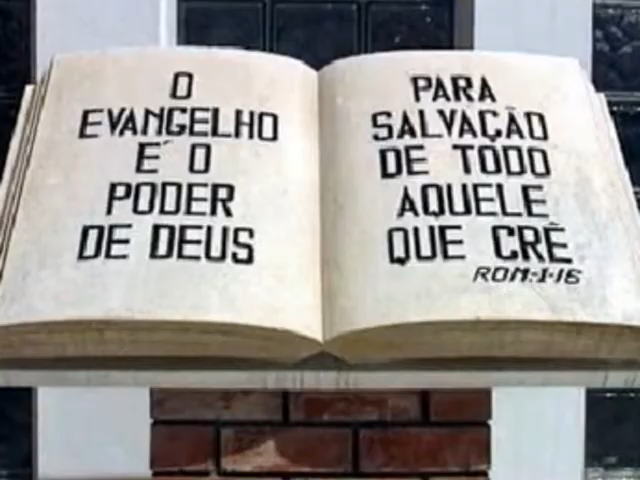 O
EVANGELHO
É O
PODER
DE DEUS
PARA
SALVAÇÃO
DE TODO
AQUELE
QUE CRÊ
ROM:1-16